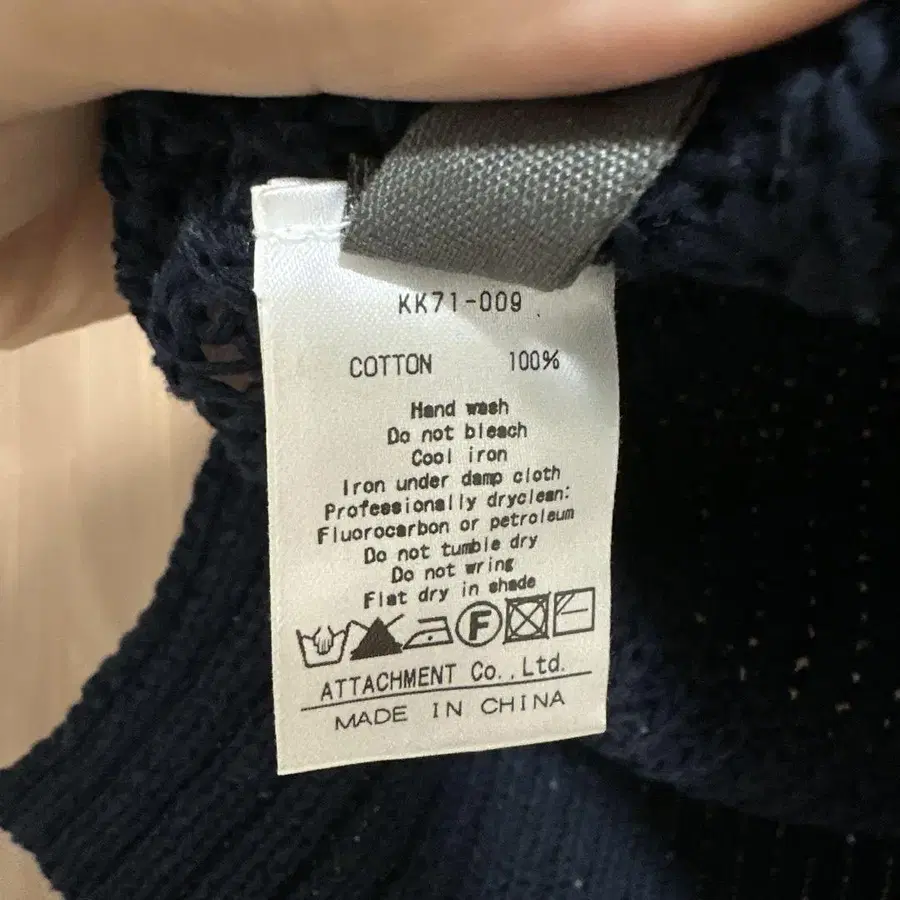 KK71-009
COTTON 100%
Hand wash
Do not bleach
Cool iron
Iron under damp cloth
Professionally dryclean:
Fluorocarbon or petroleum
Do not tumble dry
Do not wring
Flat dry in shade
F
ATTACHMENT Co.,Ltd.
MADE IN CHINA